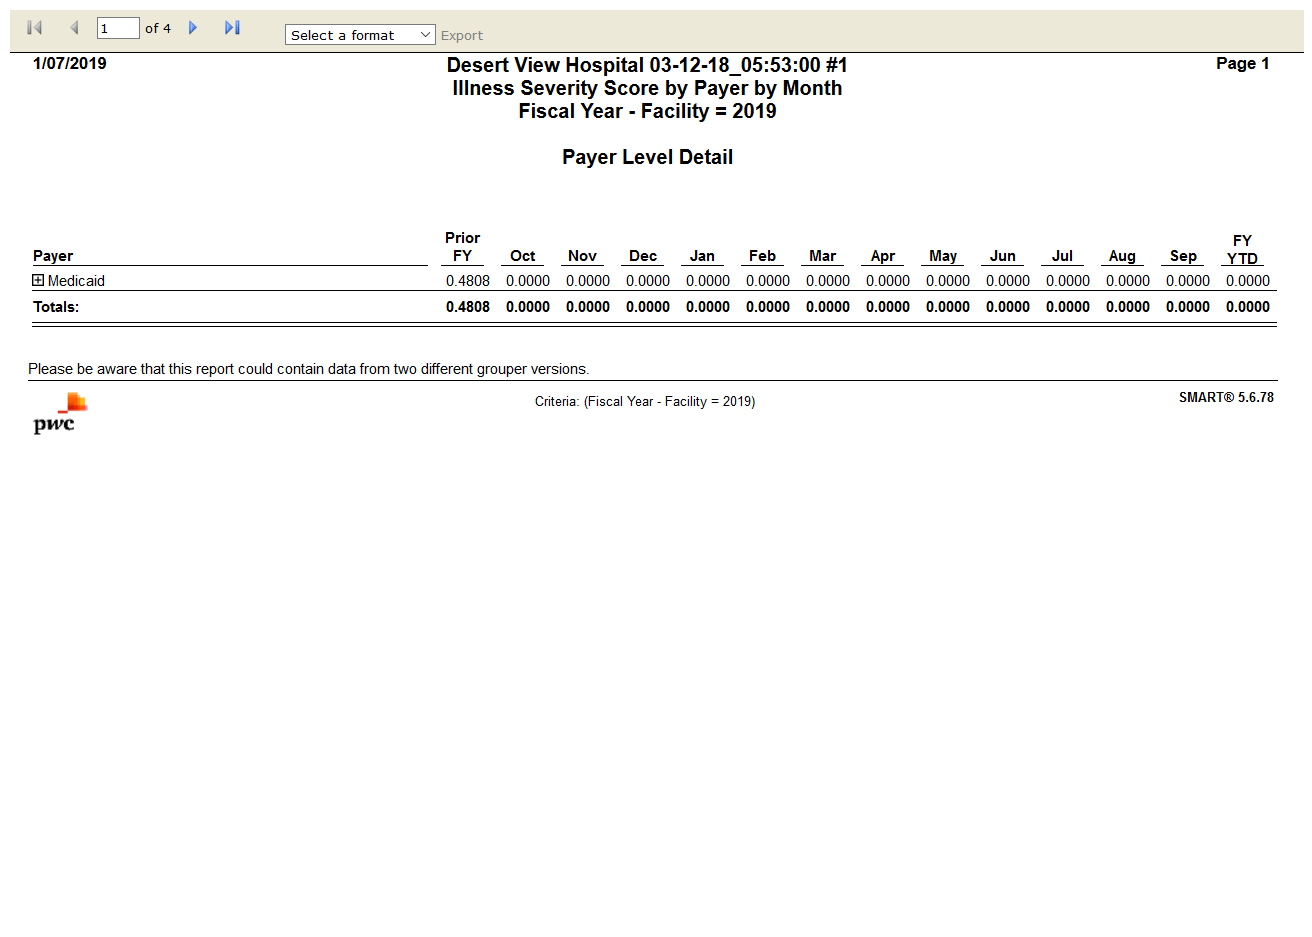 1 of 4 Select a format Export
1/07/2019 Desert View Hospital 03-12-18_05:53:00 #1 Page 1
Illness Severity Score by Payer by Month
Fiscal Year - Facility = 2019
Payer Level Detail
Prior FY
Payer FY Oct Nov Dec Jan Feb Mar Apr May Jun Jul Aug Sep YTD
Medicaid 0.4808 0.0000 0.0000 0.0000 0.0000 0.0000 0.0000 0.0000 0.0000 0.0000 0.0000 0.0000 0.0000 0.0000
Totals: 0.4808 0.0000 0.0000 0.0000 0.0000 0.0000 0.0000 0.0000 0.0000 0.0000 0.0000 0.0000 0.0000 0.0000
Please be aware that this report could contain data from two different grouper versions.
pwc Criteria: (Fiscal Year - Facility = 2019) SMART® 5.6.78